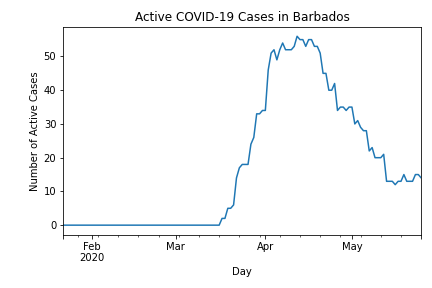 Active COVID-19 Cases in Barbados
Number of Active Cases
50
40
30
20
10
0
Feb
2020
Mar
Apr
May
Day